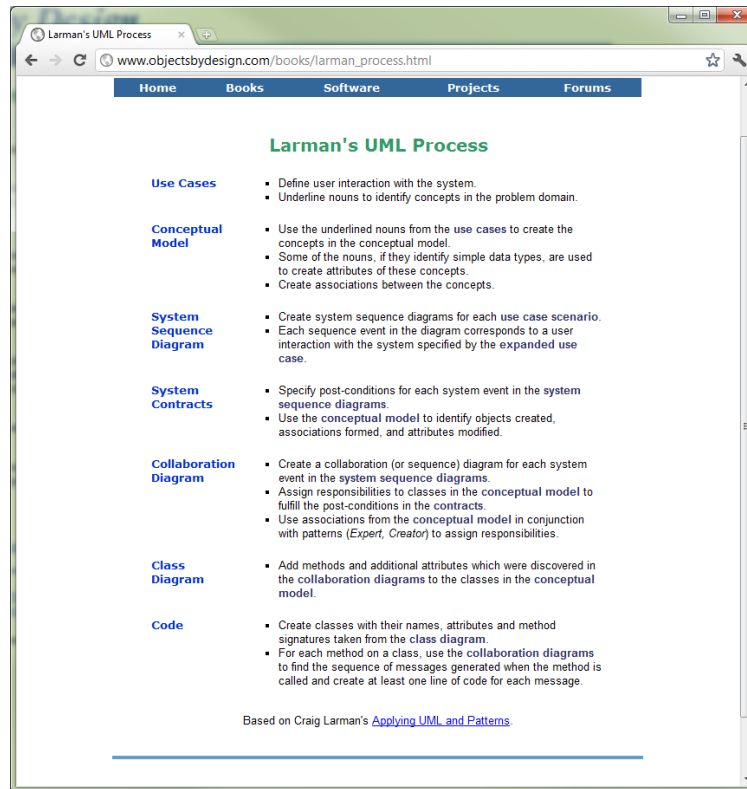 y Design
Larman's UML Process
www.objectsbydesign.com/books/larman_process.html
Home Books Software Projects Forums
Larman's UML Process
Use Cases
▪ Define user interaction with the system.
▪ Underline nouns to identify concepts in the problem domain.
Conceptual
Model
▪ Use the underlined nouns from the use cases to create the
concepts in the conceptual model.
▪ Some of the nouns, if they identify simple data types, are used
to create attributes of these concepts.
▪ Create associations between the concepts.
System
Sequence
Diagram
▪ Create system sequence diagrams for each use case scenario.
▪ Each sequence event in the diagram corresponds to a user
interaction with the system specified by the expanded use
case.
System
Contracts
▪ Specify post-conditions for each system event in the system
sequence diagrams.
▪ Use the conceptual model to identify objects created,
associations formed, and attributes modified.
Collaboration
Diagram
▪ Create a collaboration (or sequence) diagram for each system
event in the system sequence diagrams.
▪ Assign responsibilities to classes in the conceptual model to
fulfill the post-conditions in the contracts.
▪ Use associations from the conceptual model in conjunction
with patterns (Expert, Creator) to assign responsibilities.
Class
Diagram
▪ Add methods and additional attributes which were discovered in
the collaboration diagrams to the classes in the conceptual
model.
Code
▪ Create classes with their names, attributes and method
signatures taken from the class diagram.
▪ For each method on a class, use the collaboration diagrams
to find the sequence of messages generated when the method is
called and create at least one line of code for each message.
Based on Craig Larman's Applying UML and Patterns.